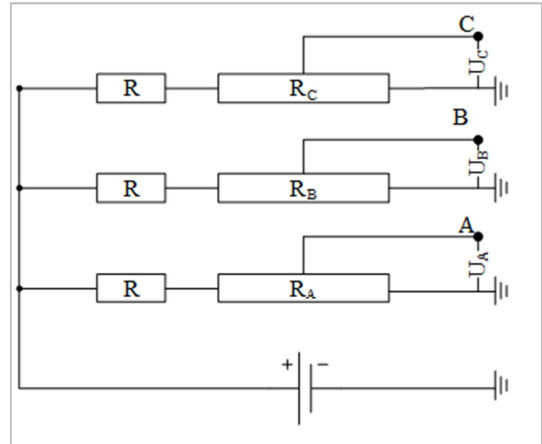 C
R R_C U_C
B
R R_B U_B
A
R R_A U_A
+ −